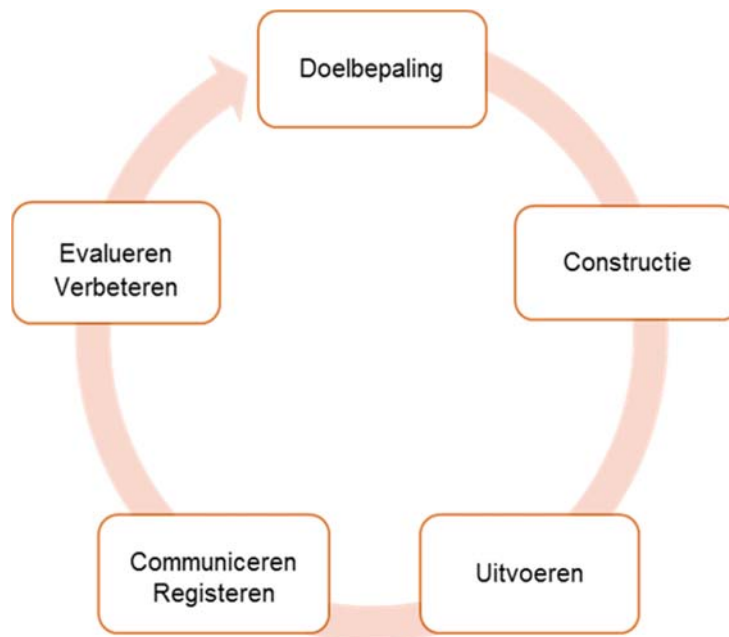 Doelbepaling
Constructie
Uitvoeren
Communiceren
Registeren
Evalueren
Verbeteren